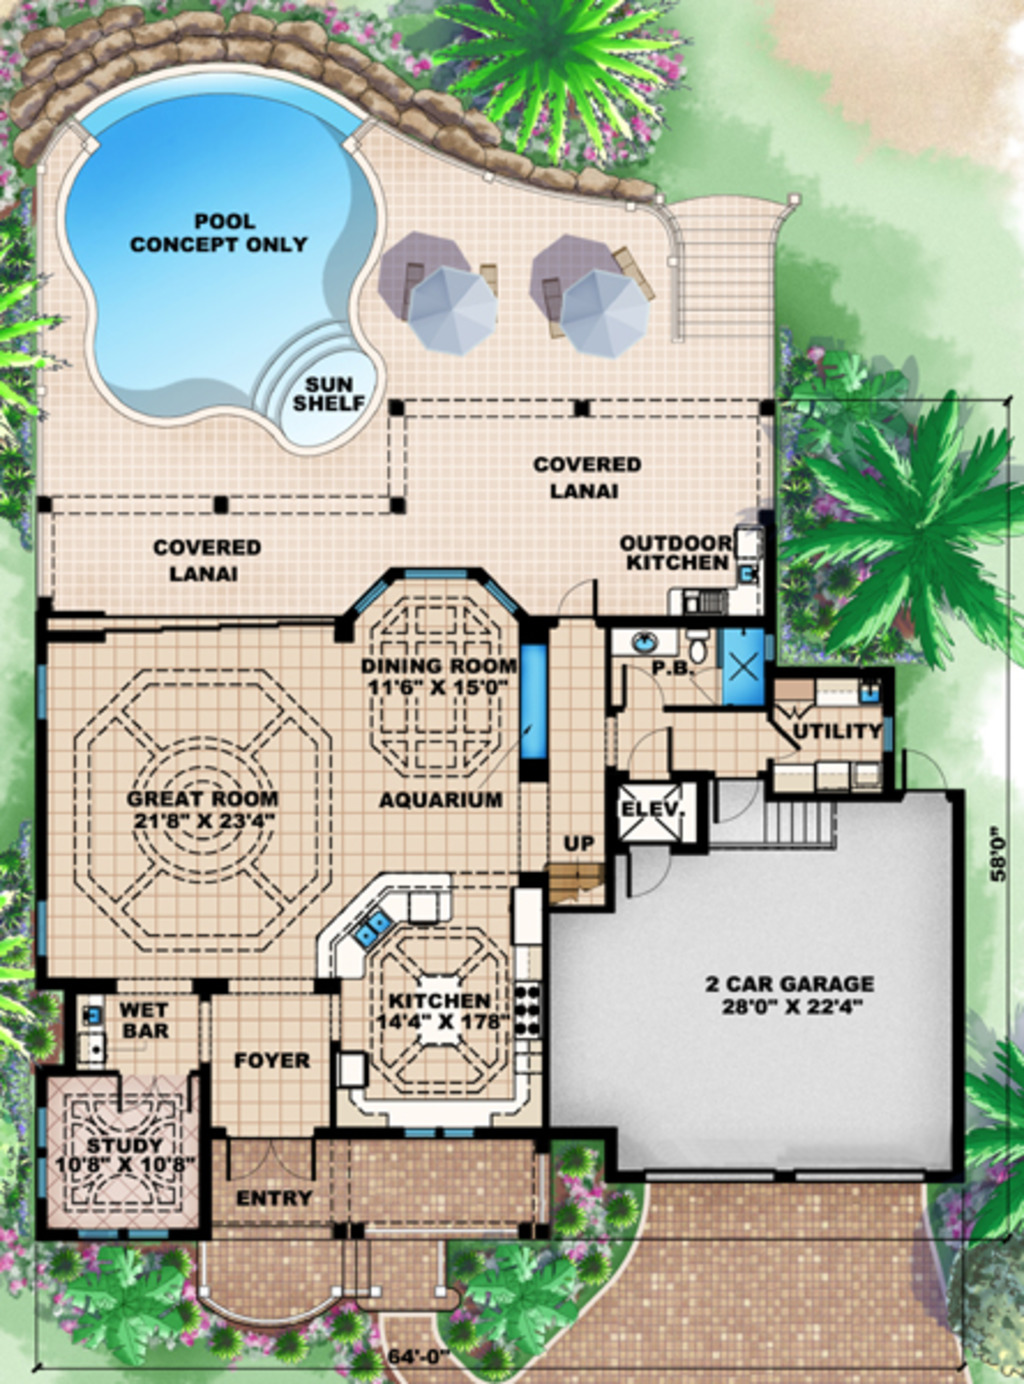 POOL
CONCEPT ONLY
SUN
SHELF
COVERED
LANAI
COVERED
LANAI
OUTDOOR
KITCHEN
DINING ROOM
11'6" X 15'0"
P.B.
UTILITY
GREAT ROOM
21'8" X 23'4"
AQUARIUM
ELEV.
UP
58'0"
2 CAR GARAGE
28'0" X 22'4"
WET
BAR
KITCHEN
14'4" X 178"
FOYER
STUDY
10'8" X 10'8"
ENTRY
64'-0"